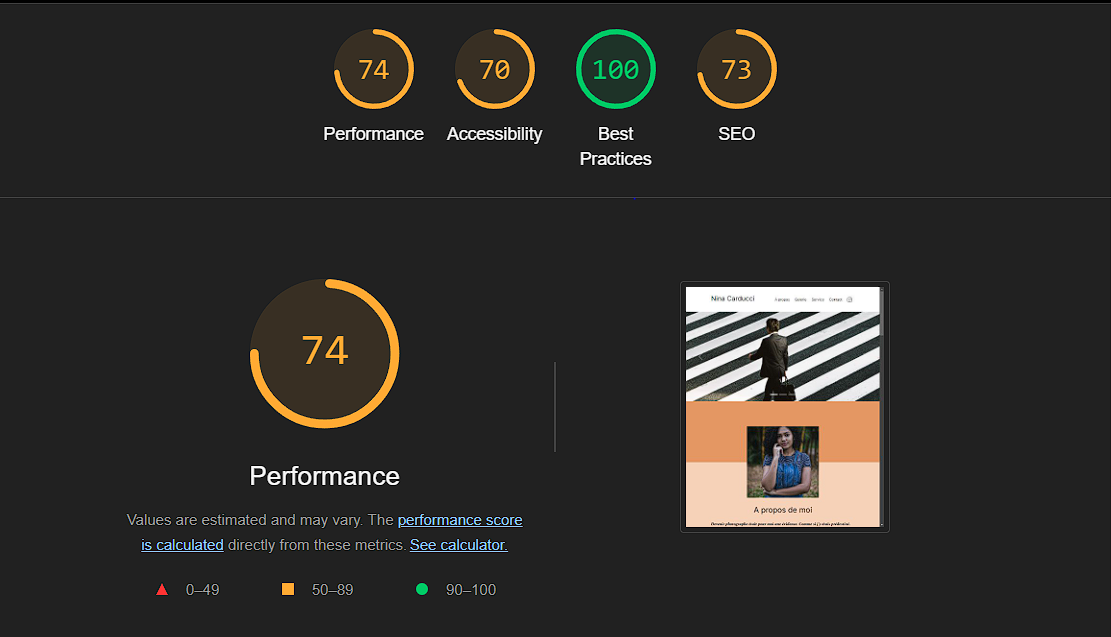 74
70
100
73
Performance
Accessibility
Best
Practices
SEO
74
Performance
Values are estimated and may vary. The performance score
is calculated directly from these metrics. See calculator.
0–49
50–89
90–100
Nina Carducci
A propos
Service
Contact
A propos de moi